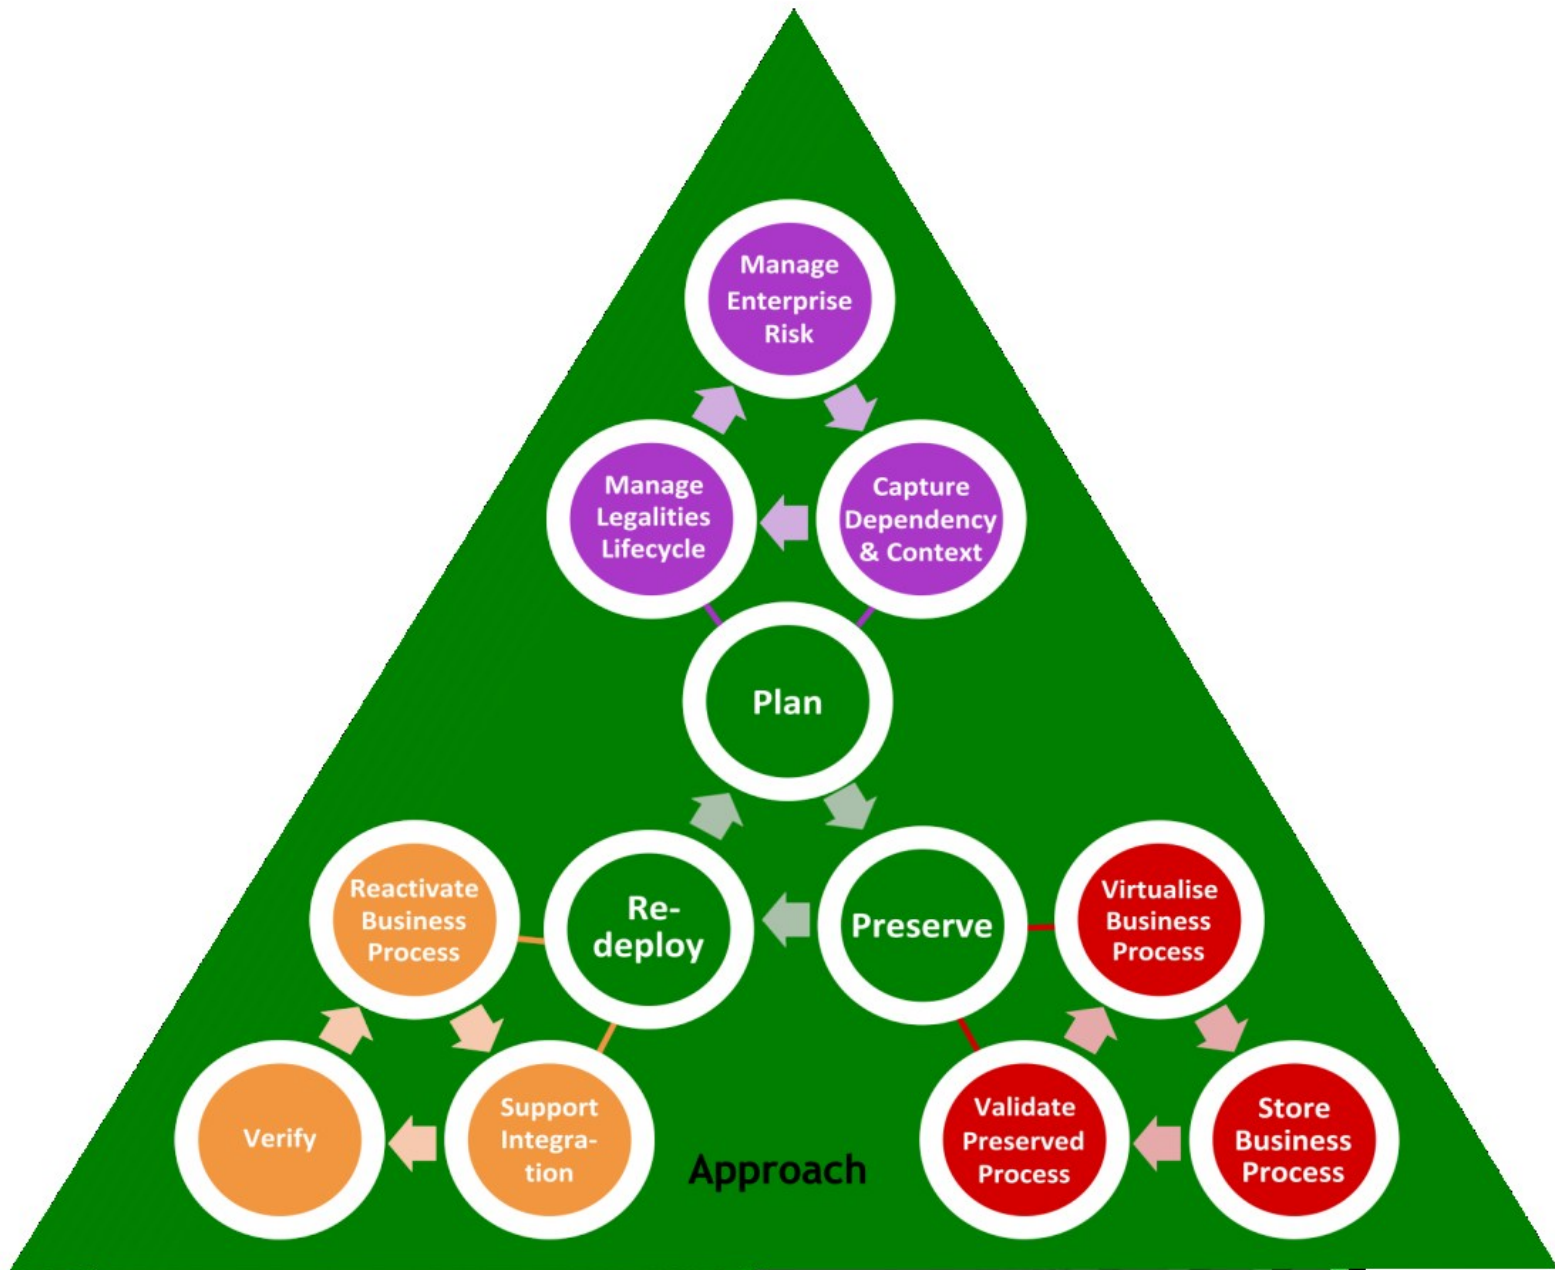 Manage
Enterprise
Risk
Manage
Legalities
Lifecycle
Capture
Dependency
& Context
Plan
Reactivate
Business
Process
Re-
deploy
Preserve
Virtualise
Business
Process
Verify
Support
Integra-
tion
Approach
Validate
Preserved
Process
Store
Business
Process